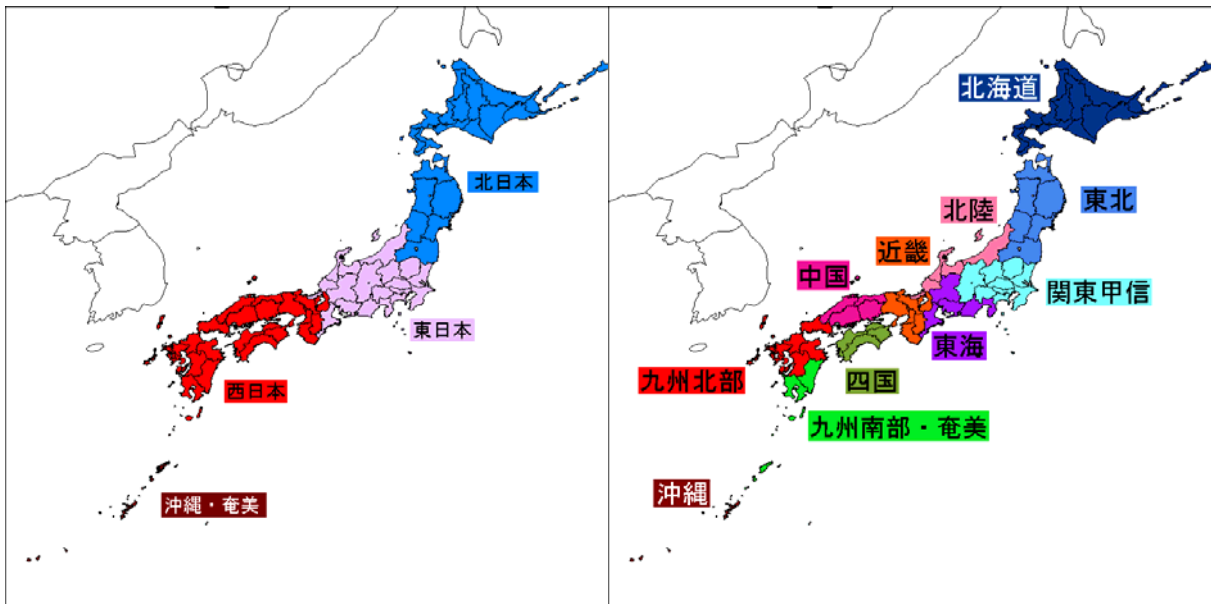 北日本
東日本
西日本
沖縄・奄美
北海道
東北
北陸
近畿
中国
関東甲信
東海
九州北部
四国
九州南部・奄美
沖縄